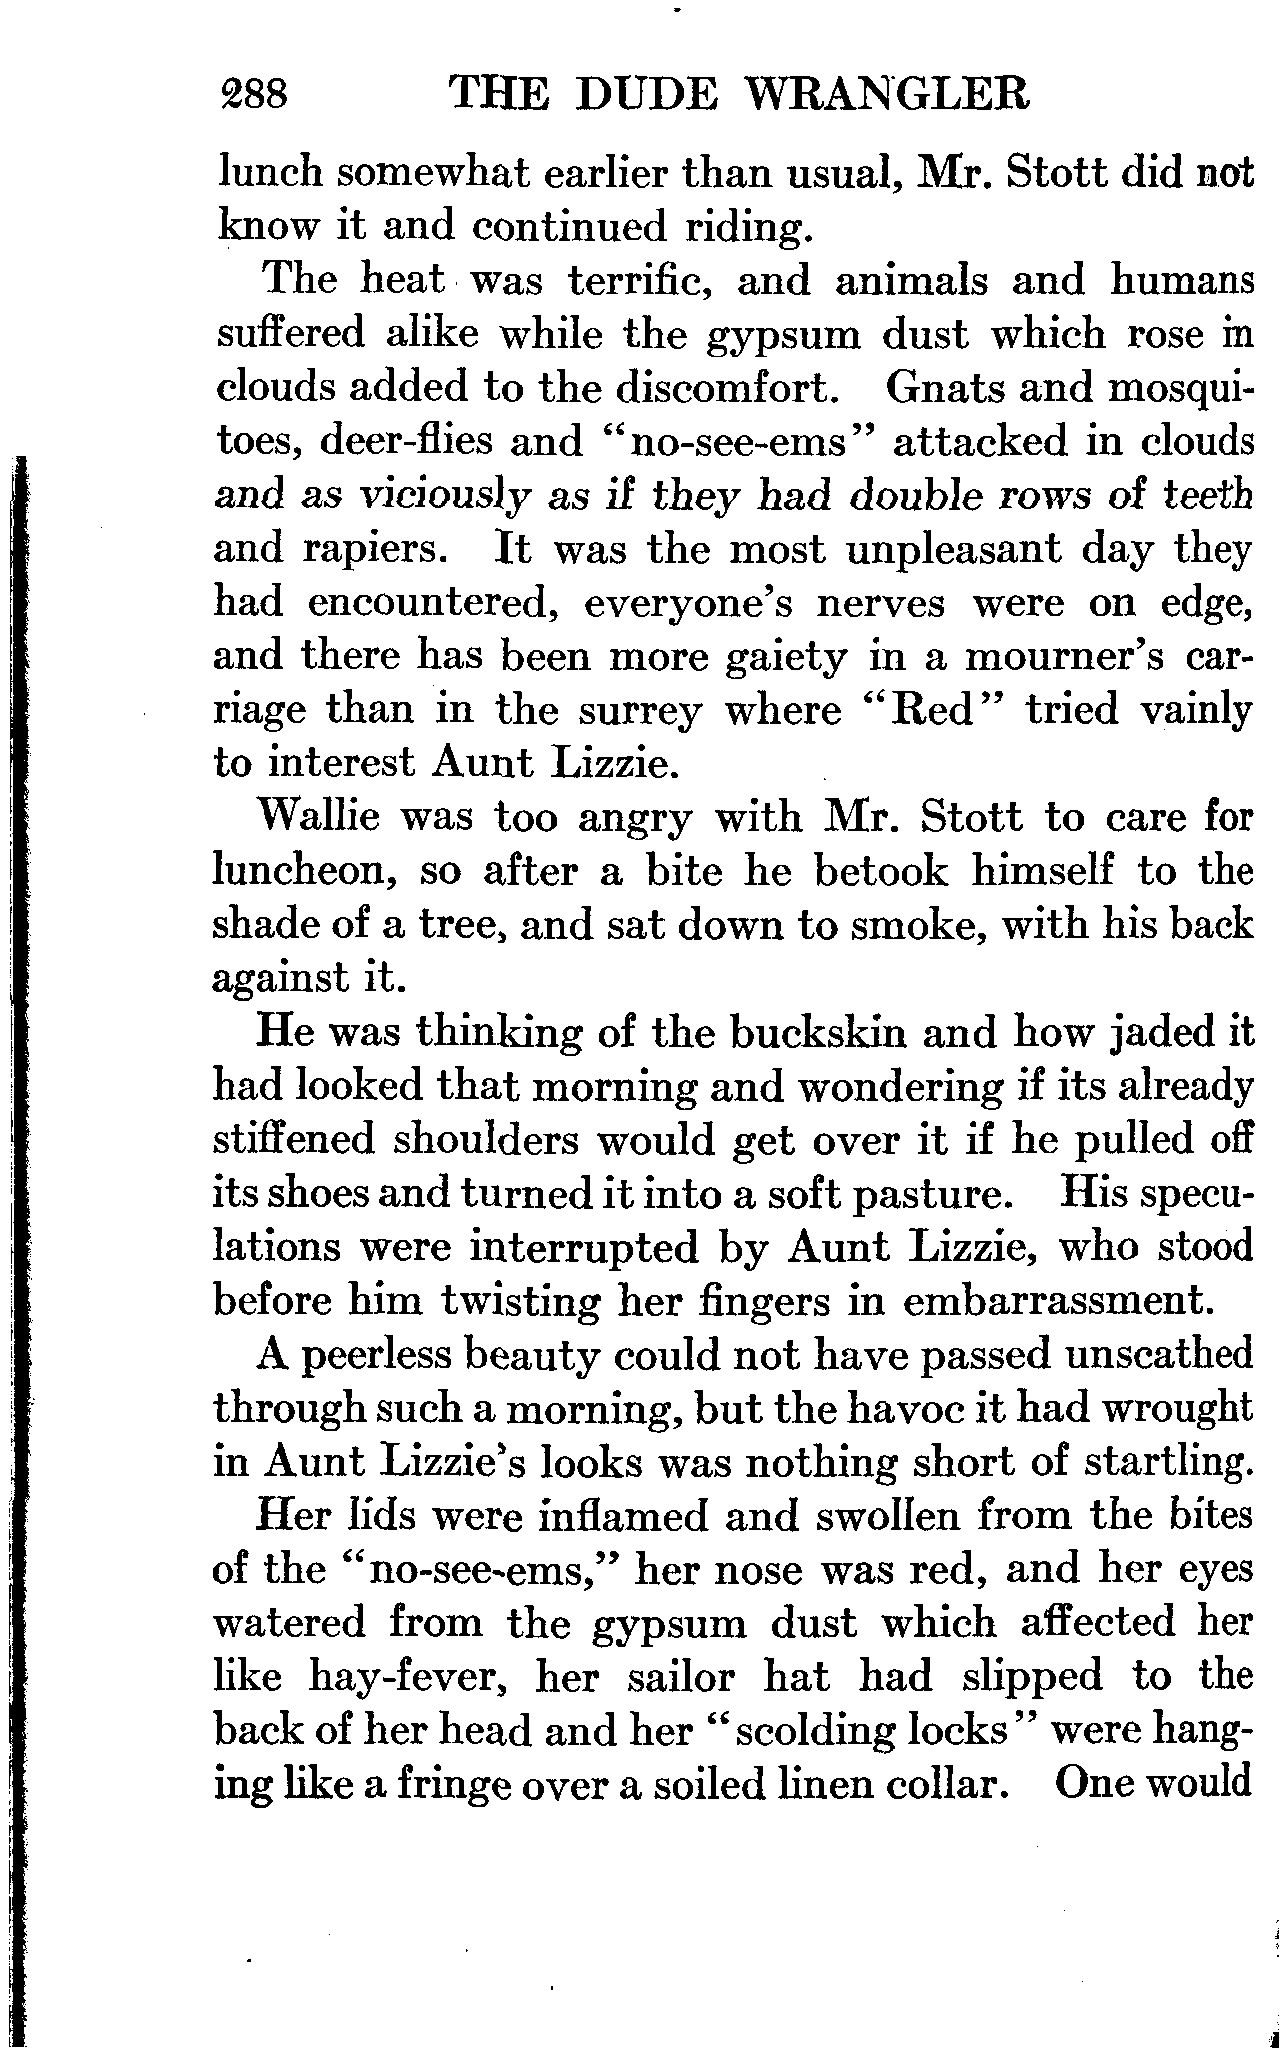 288 THE DUDE WRANGLER
lunch somewhat earlier than usual, Mr. Stott did not
know it and continued riding.
The heat was terrific, and animals and humans
suffered alike while the gypsum dust which rose in
clouds added to the discomfort. Gnats and mosqui-
toes, deer-flies and “no-see-ems” attacked in clouds
and as viciously as if they had double rows of teeth
and rapiers. It was the most unpleasant day they
had encountered, everyone’s nerves were on edge,
and there has been more gaiety in a mourner’s car-
riage than in the surrey where “Red” tried vainly
to interest Aunt Lizzie.
Wallie was too angry with Mr. Stott to care for
luncheon, so after a bite he betook himself to the
shade of a tree, and sat down to smoke, with his back
against it.
He was thinking of the buckskin and how jaded it
had looked that morning and wondering if its already
stiffened shoulders would get over it if he pulled off
its shoes and turned it into a soft pasture. His specu-
lations were interrupted by Aunt Lizzie, who stood
before him twisting her fingers in embarrassment.
A peerless beauty could not have passed unscathed
through such a morning, but the havoc it had wrought
in Aunt Lizzie’s looks was nothing short of startling.
Her lids were inflamed and swollen from the bites
of the “no-see-ems,” her nose was red, and her eyes
watered from the gypsum dust which affected her
like hay-fever, her sailor hat had slipped to the
back of her head and her “scolding locks” were hang-
ing like a fringe over a soiled linen collar. One would